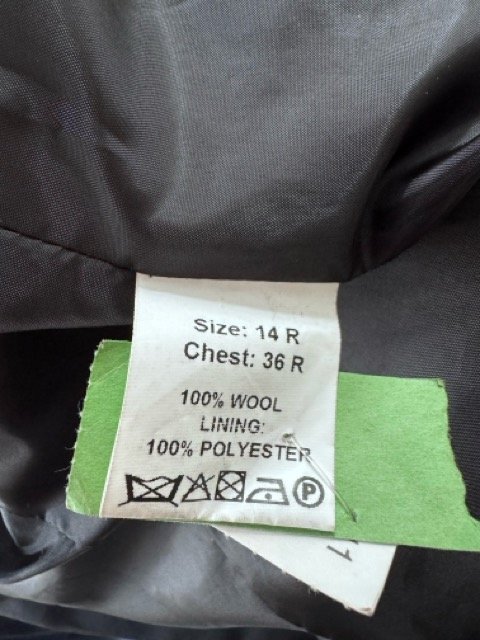 Size: 14 R
Chest: 36 R
100% WOOL
LINING:
100% POLYESTER
P